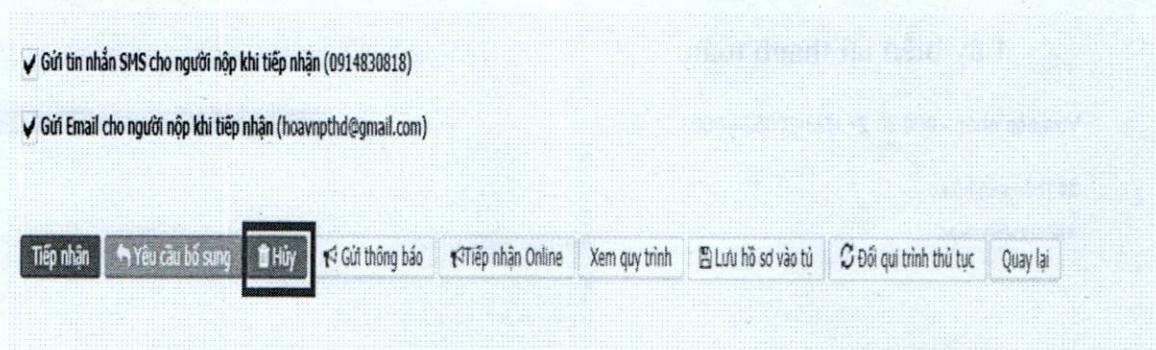 Gửi tin nhắn SMS cho người nộp khi tiếp nhận (0914830818)
Gửi Email cho người nộp khi tiếp nhận (hoavnpthd@gmail.com)
Tiếp nhận Yêu cầu bổ sung Hủy Gửi thông báo Tiếp nhận Online Xem quy trình Lưu hồ sơ vào tủ Đổi qui trình thủ tục Quay lại